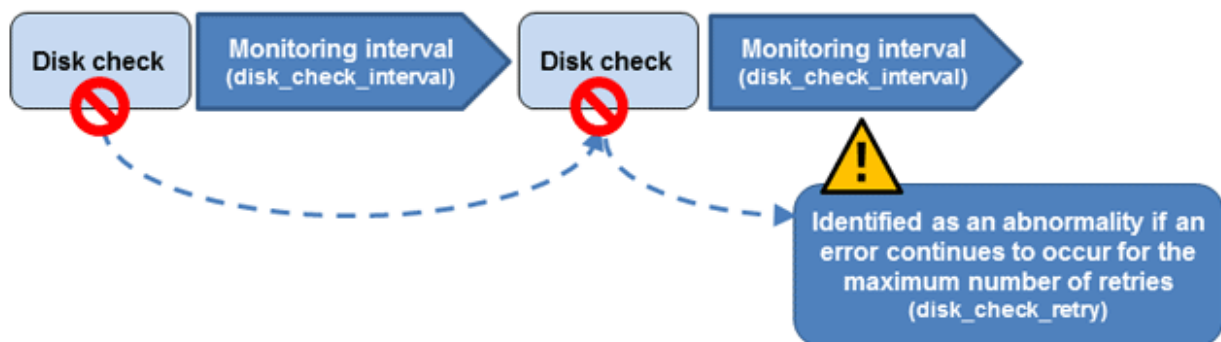 Disk check
Monitoring interval
(disk_check_interval)
Disk check
Monitoring interval
(disk_check_interval)
!
Identified as an abnormality if an
error continues to occur for the
maximum number of retries
(disk_check_retry)